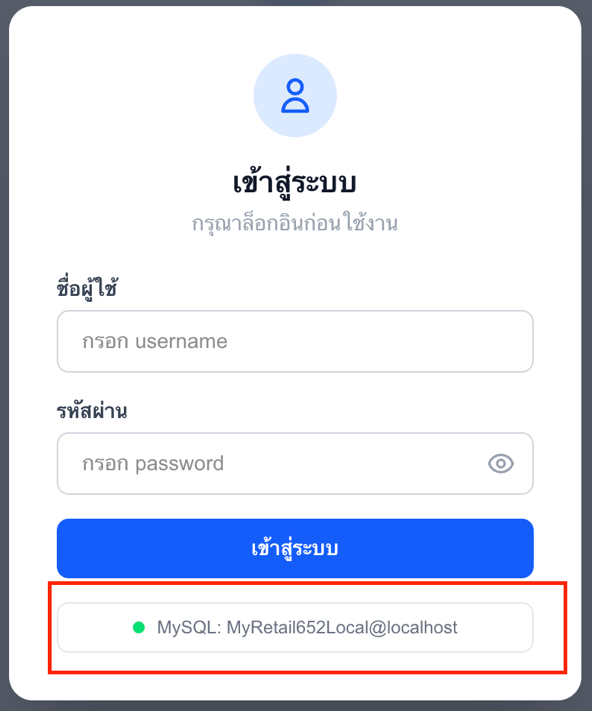 เข้าสู่ระบบ
กรุณาล็อกอินก่อนใช้งาน
ชื่อผู้ใช้
กรอก username
รหัสผ่าน
กรอก password
เข้าสู่ระบบ
MySQL: MyRetail652Local@localhost